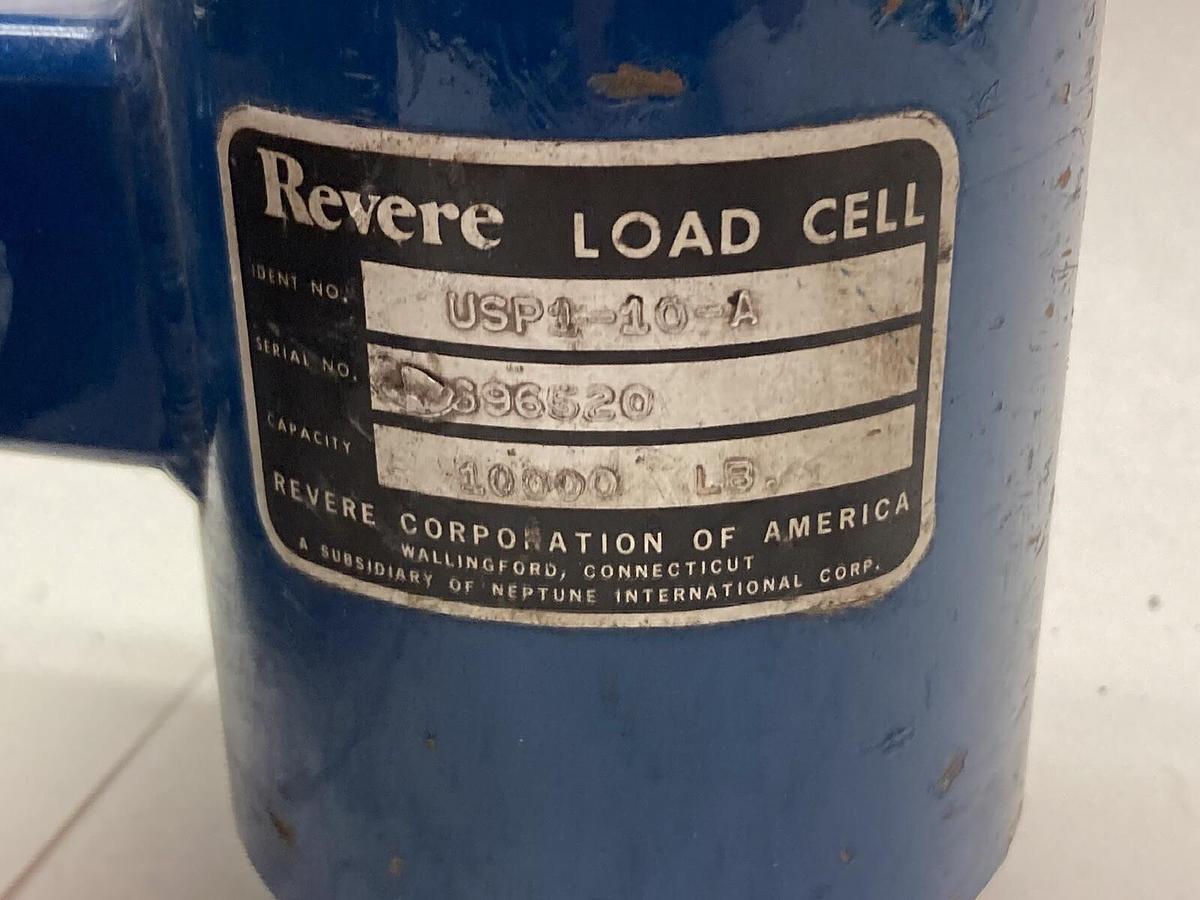 Revere LOAD CELL
IDENT NO. USP1-10-A
SERIAL NO. 696520
CAPACITY 10000 LB.
REVERE CORPORATION OF AMERICA
WALLINGFORD, CONNECTICUT
A SUBSIDIARY OF NEPTUNE INTERNATIONAL CORP.